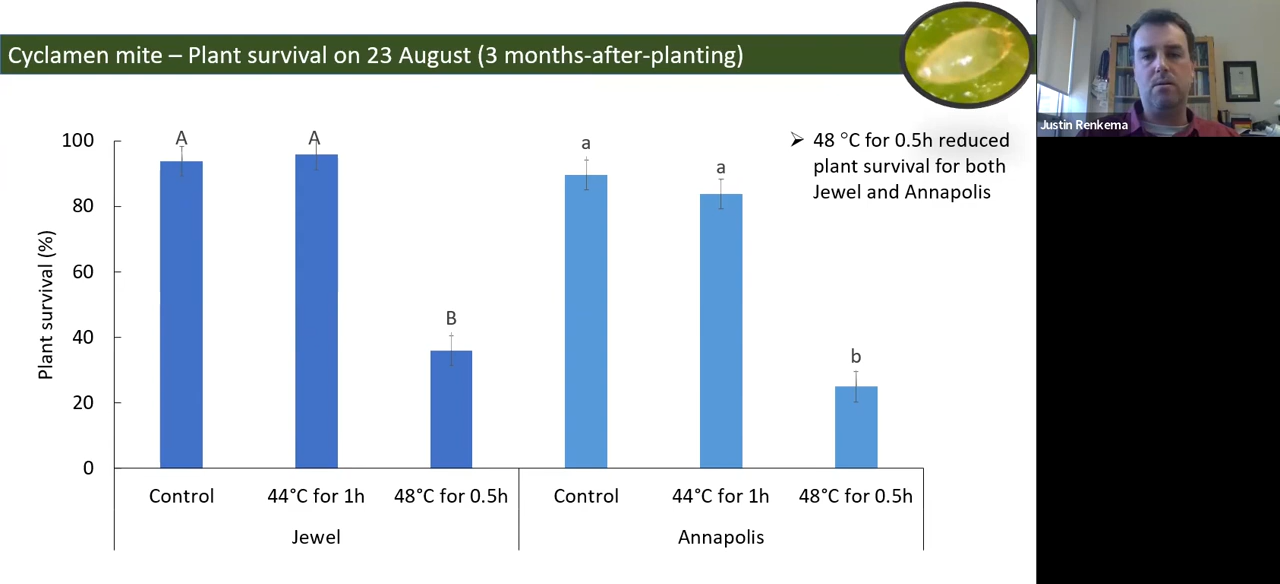 Cyclamen mite – Plant survival on 23 August (3 months-after-planting)
Justin Renkema
➢ 48 °C for 0.5h reduced
plant survival for both
Jewel and Annapolis
Plant survival (%)
100
80
60
40
20
0
A
A
B
a
a
b
Control
44°C for 1h
48°C for 0.5h
Control
44°C for 1h
48°C for 0.5h
Jewel
Annapolis